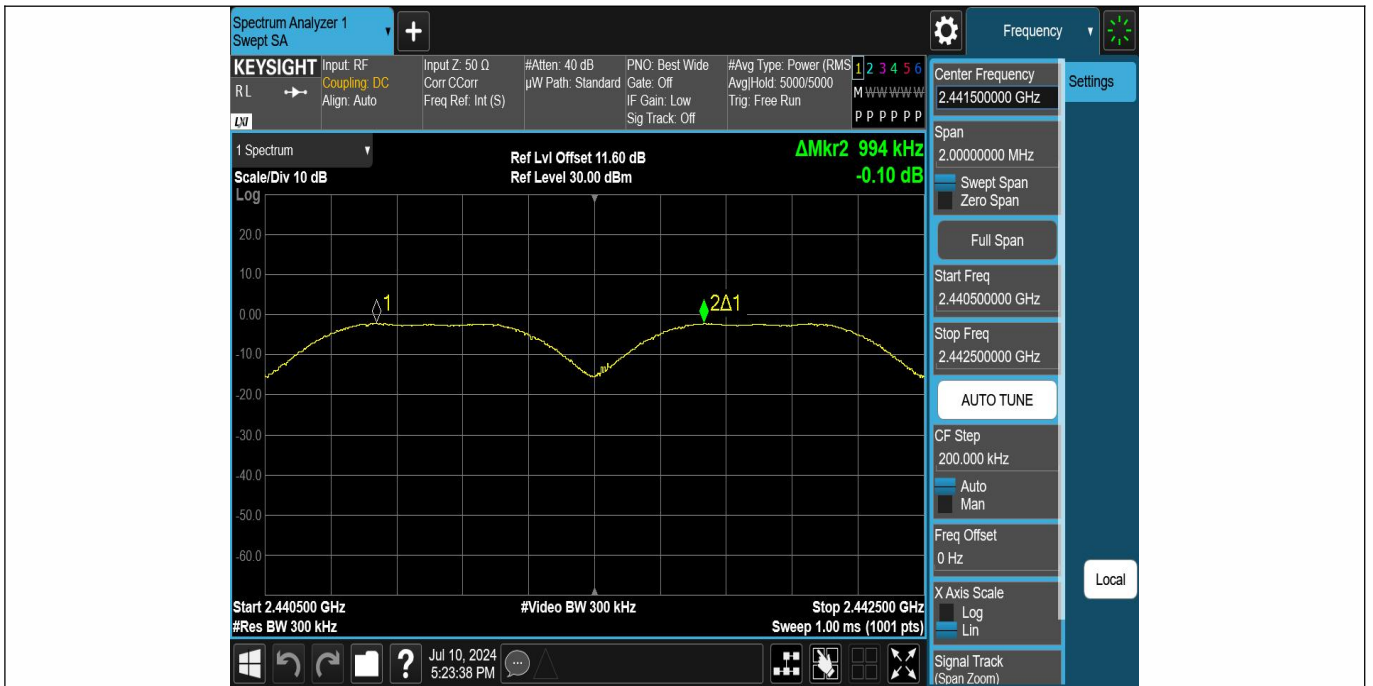 Spectrum Analyzer 1
Swept SA
+
Frequency
KEYSIGHT
RL
LXI
Input: RF
Coupling: DC
Align: Auto
Input Z: 50 Ω
Corr CCorr
Freq Ref: Int (S)
#Atten: 40 dB
µW Path: Standard
PNO: Best Wide
Gate: Off
IF Gain: Low
Sig Track: Off
#Avg Type: Power (RMS
Avg|Hold: 5000/5000
Trig: Free Run
1 2 3 4 5 6
M W W W W W
P P P P P P
Center Frequency
2.441500000 GHz
Settings
1 Spectrum
Scale/Div 10 dB
Log
Ref Lvl Offset 11.60 dB
Ref Level 30.00 dBm
ΔMkr2 994 kHz
-0.10 dB
Span
2.00000000 MHz
Swept Span
Zero Span
Full Span
Start Freq
2.440500000 GHz
Stop Freq
2.442500000 GHz
AUTO TUNE
CF Step
200.000 kHz
Auto
Man
Freq Offset
0 Hz
X Axis Scale
Log
Lin
Signal Track
(Span Zoom)
Local
20.0
10.0
0.00
-10.0
-20.0
-30.0
-40.0
-50.0
-60.0
1
2Δ1
Start 2.440500 GHz
#Res BW 300 kHz
#Video BW 300 kHz
Stop 2.442500 GHz
Sweep 1.00 ms (1001 pts)
?
Jul 10, 2024
5:23:38 PM